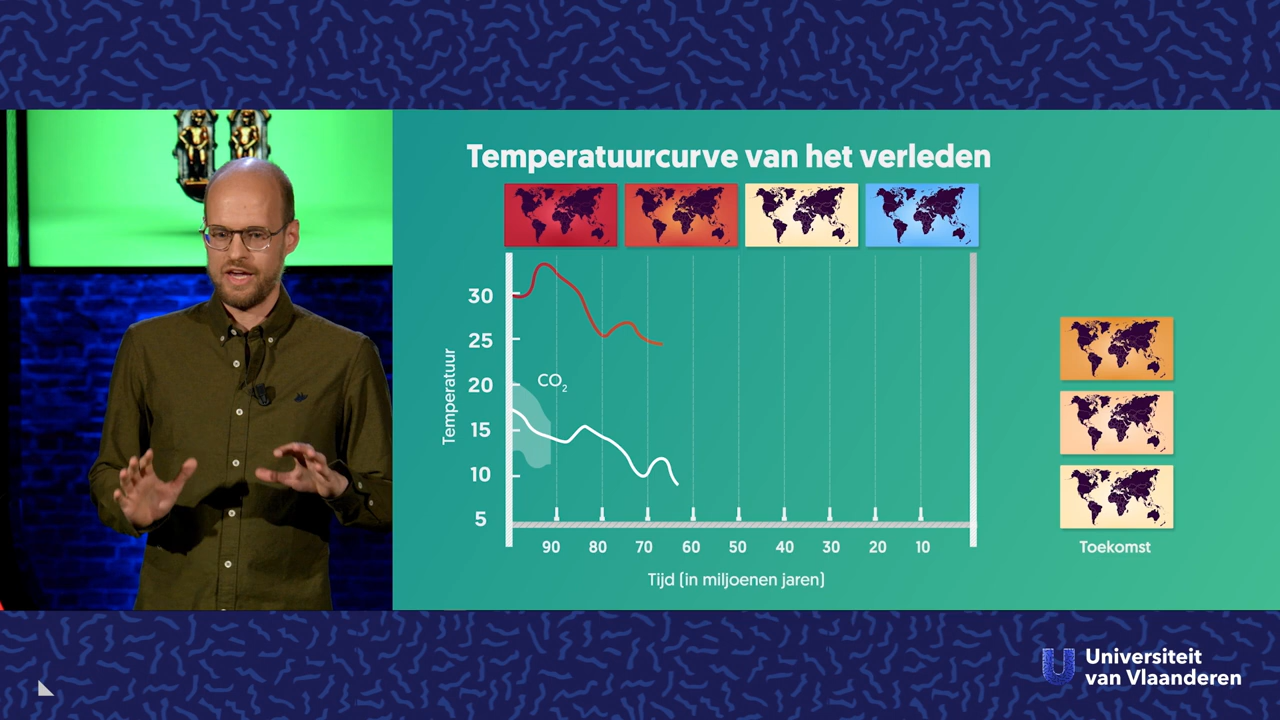 Temperatuurcurve van het verleden
30
25
20
15
10
5
Temperatuur
CO2
90 80 70 60 50 40 30 20 10
Tijd (in miljoenen jaren)
Toekomst
Universiteit
van Vlaanderen